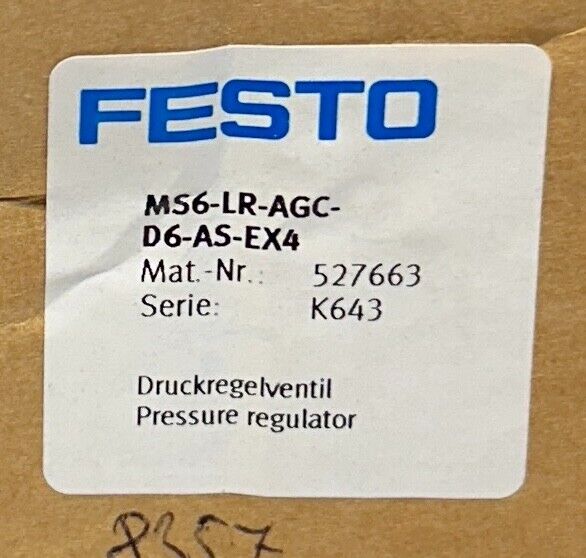 FESTO
MS6-LR-AGC-
D6-AS-EX4
Mat.-Nr.: 527663
Serie: K643
Druckregelventil
Pressure regulator
8357